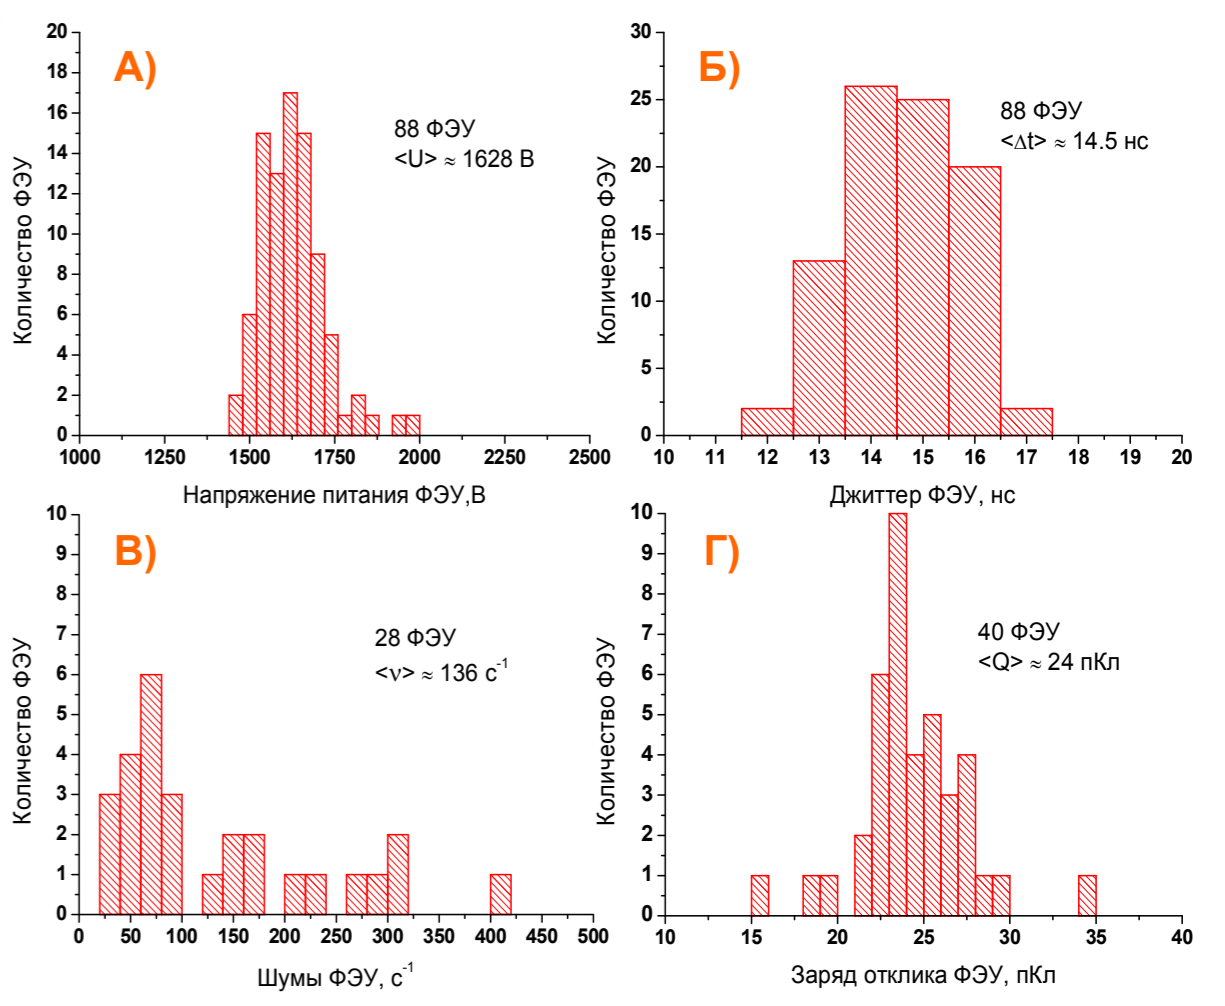 А)
88 ФЭУ
<U> ≈ 1628 В
Количество ФЭУ
20
18
16
14
12
10
8
6
4
2
0
1000 1250 1500 1750 2000 2250 2500
Напряжение питания ФЭУ,В
Б)
88 ФЭУ
<Δt> ≈ 14.5 нс
Количество ФЭУ
30
25
20
15
10
5
0
10 11 12 13 14 15 16 17 18 19 20
Джиттер ФЭУ, нс
В)
28 ФЭУ
<ν> ≈ 136 с⁻¹
Количество ФЭУ
10
9
8
7
6
5
4
3
2
1
0
0 50 100 150 200 250 300 350 400 450 500
Шумы ФЭУ, с⁻¹
Г)
40 ФЭУ
<Q> ≈ 24 пКл
Количество ФЭУ
10
9
8
7
6
5
4
3
2
1
0
10 15 20 25 30 35 40
Заряд отклика ФЭУ, пКл